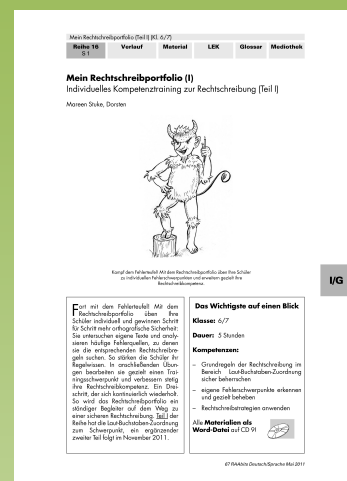 Mein Rechtschreibportfolio (Teil I) (Kl. 6/7)
Reihe 16 Verlauf Material LEK Glossar Mediothek
S 1
Mein Rechtschreibportfolio (I)
Individuelles Kompetenztraining zur Rechtschreibung (Teil I)
Mareen Stuke, Dorsten
Kampf dem Fehlerteufel! Mit dem Rechtschreibportfolio üben Ihre Schüler
zu individuellen Fehlerschwerpunkten und erweitern gezielt ihre
Rechtschreibkompetenz.
I/G
Fort mit dem Fehlerteufel! Mit dem
Rechtschreibportfolio üben Ihre
Schüler individuell und gewinnen Schritt
für Schritt mehr orthografische Sicherheit:
Sie untersuchen eigene Texte und analy-
sieren häufige Fehlerquellen, zu denen
sie die entsprechenden Rechtschreibre-
geln suchen. So stärken die Schüler ihr
Regelwissen. In anschließenden Übun-
gen bearbeiten sie gezielt einen Trai-
ningsschwerpunkt und verbessern stetig
ihre Rechtschreibkompetenz. Ein Drei-
schritt, der sich kontinuierlich wiederholt.
So wird das Rechtschreibportfolio ein
ständiger Begleiter auf dem Weg zu
einer sicheren Rechtschreibung. Teil I der
Reihe hat die Laut-Buchstaben-Zuordnung
zum Schwerpunkt, ein ergänzender
zweiter Teil folgt im November 2011.
Das Wichtigste auf einen Blick
Klasse: 6/7
Dauer: 5 Stunden
Kompetenzen:
– Grundregeln der Rechtschreibung im
Bereich Laut-Buchstaben-Zuordnung
sicher beherrschen
– eigene Fehlerschwerpunkte erkennen
und gezielt beheben
– Rechtschreibstrategien anwenden
Alle Materialien als
Word-Datei auf CD 9!
67 RAAbits Deutsch/Sprache Mai 2011